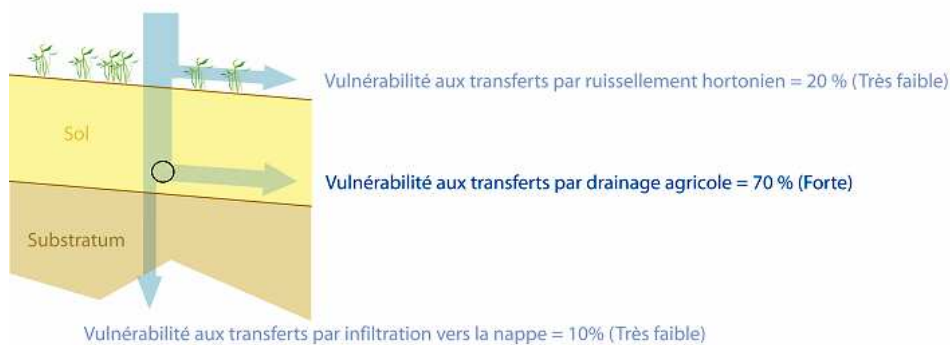 Vulnérabilité aux transferts par ruissellement hortonien = 20 % (Très faible)
Sol
Vulnérabilité aux transferts par drainage agricole = 70 % (Forte)
Substratum
Vulnérabilité aux transferts par infiltration vers la nappe = 10% (Très faible)